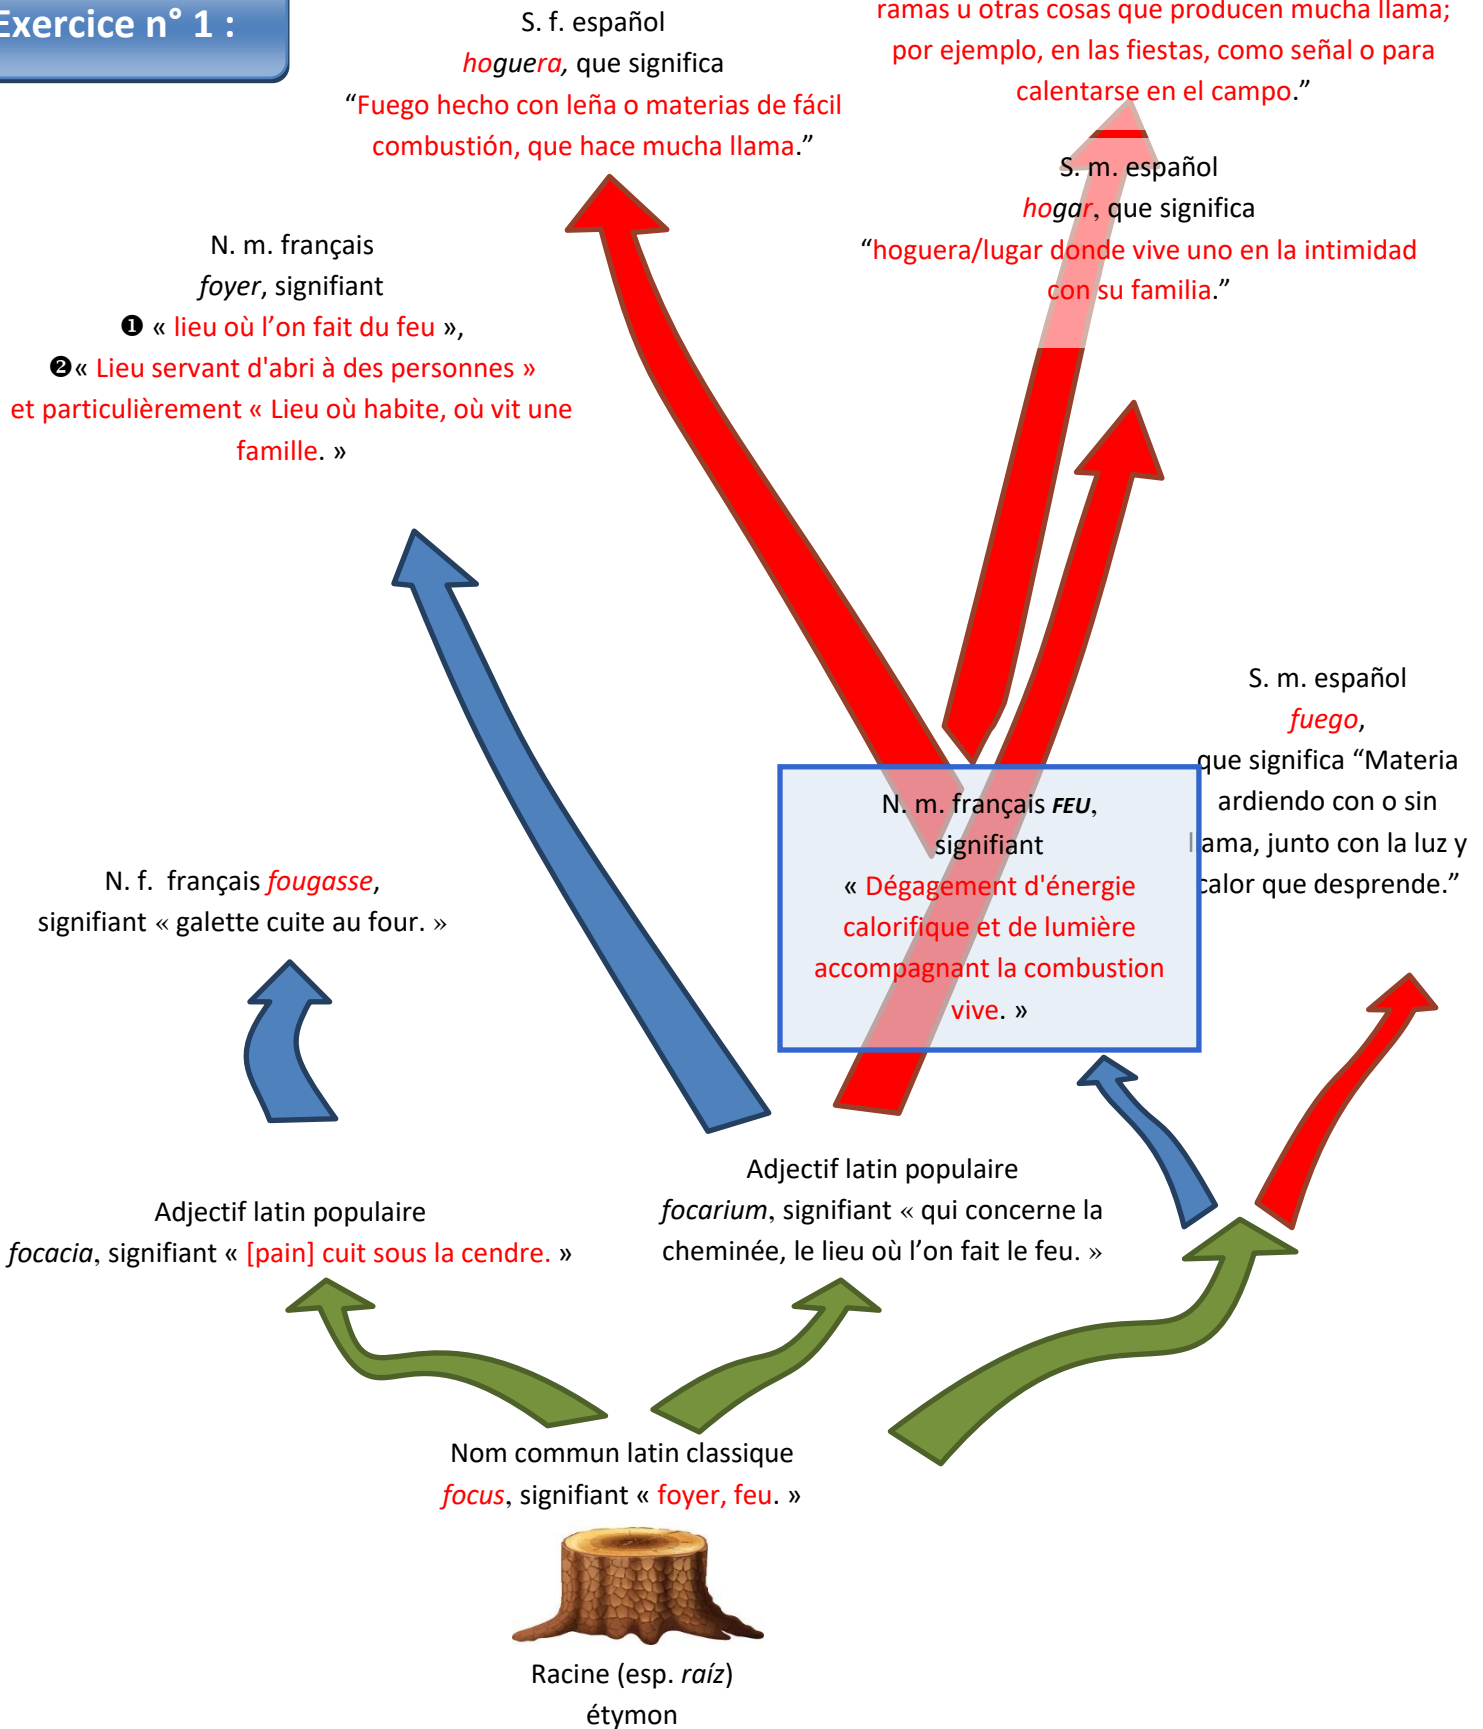 Exercice n° 1 :
S. f. español
hoguera, que significa
“Fuego hecho con leña o materias de fácil
combustión, que hace mucha llama.”
ramas u otras cosas que producen mucha llama;
por ejemplo, en las fiestas, como señal o para
calentarse en el campo.”
S. m. español
hogar, que significa
“hoguera/lugar donde vive uno en la intimidad
con su familia.”
N. m. français
foyer, signifiant
❶ « lieu où l’on fait du feu »,
❷« Lieu servant d'abri à des personnes »
et particulièrement « Lieu où habite, où vit une
famille. »
S. m. español
fuego,
que significa “Materia
ardiendo con o sin
llama, junto con la luz y
calor que desprende.”
N. m. français FEU,
signifiant
« Dégagement d'énergie
calorifique et de lumière
accompagnant la combustion
vive. »
N. f. français fougasse,
signifiant « galette cuite au four. »
Adjectif latin populaire
focacia, signifiant « [pain] cuit sous la cendre. »
Adjectif latin populaire
focarium, signifiant « qui concerne la
cheminée, le lieu où l’on fait le feu. »
Nom commun latin classique
focus, signifiant « foyer, feu. »
Racine (esp. raíz)
étymon